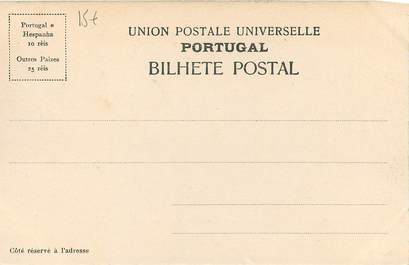 Portugal e
Hespanha
10 réis
Outros Paizes
25 réis
15€
UNION POSTALE UNIVERSELLE
PORTUGAL
BILHETE POSTAL
Côté réservé à l'adresse